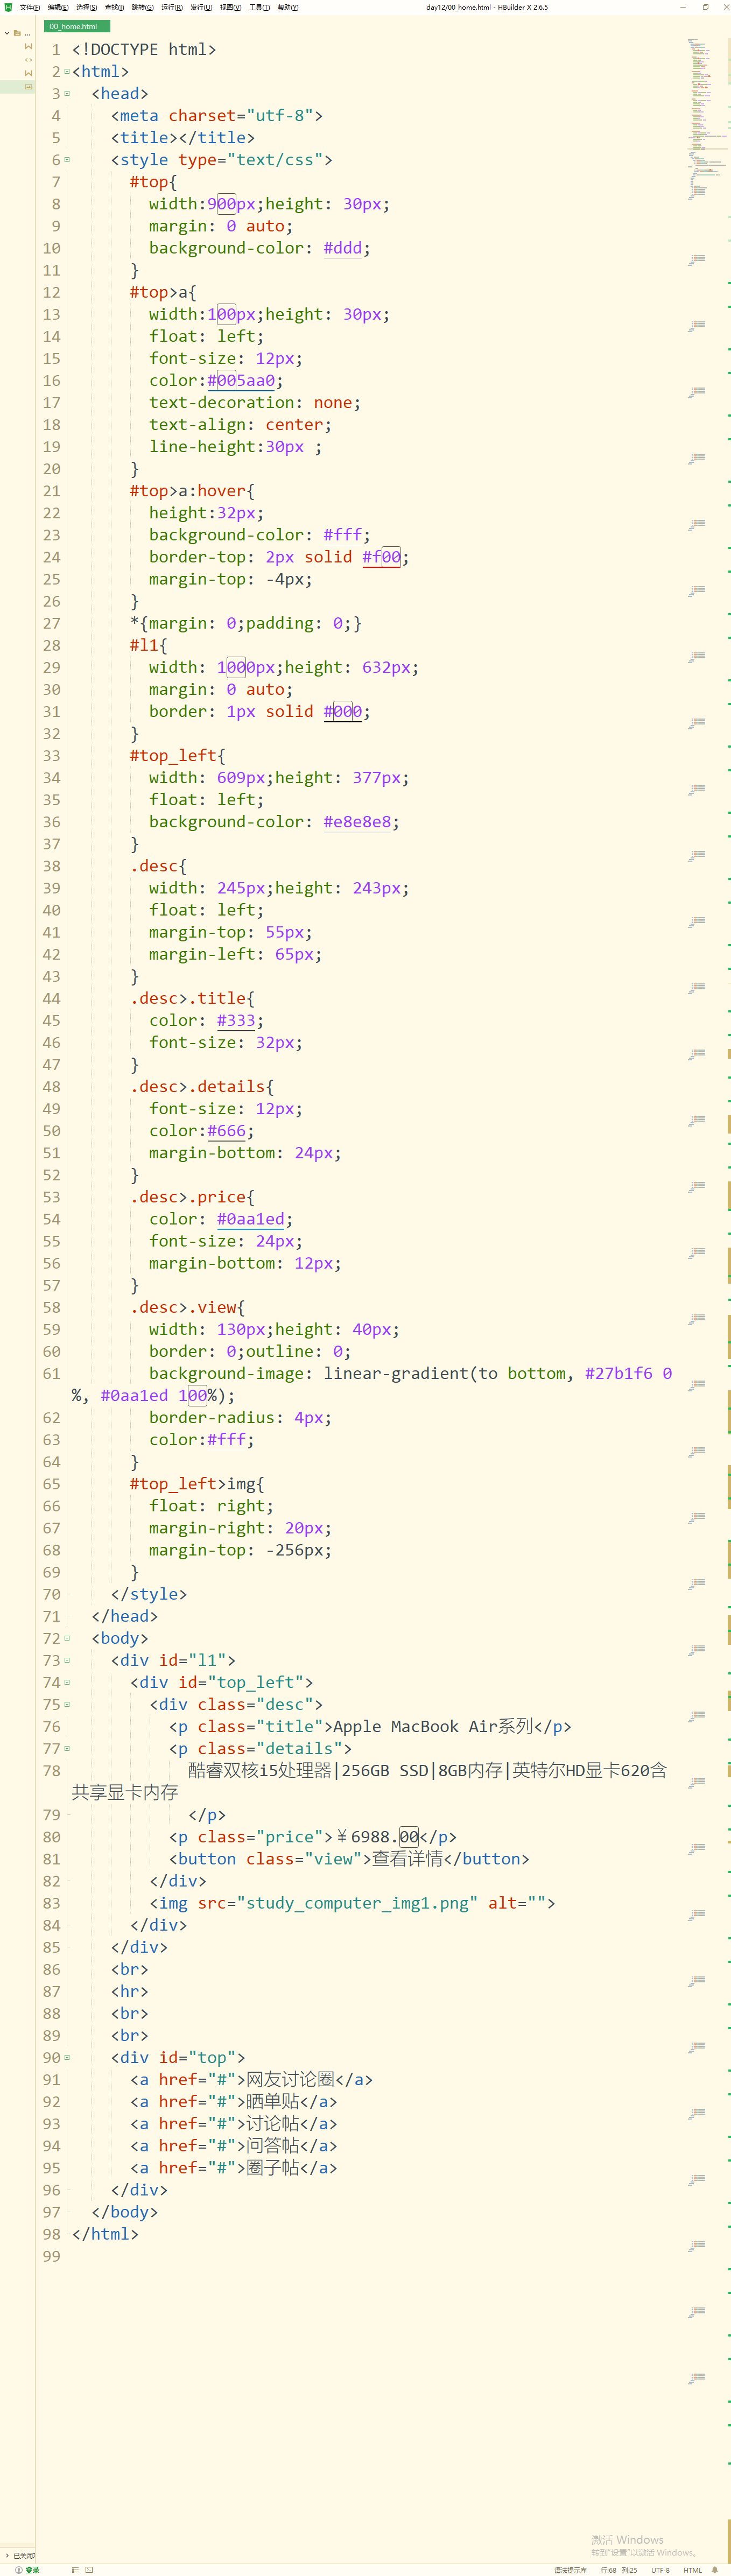 文件(F) 编辑(E) 选择(S) 查找(I) 跳转(G) 运行(R) 发行(U) 视图(V) 工具(T) 帮助(Y) day12/00_home.html - HBuilder X 2.6.5
00_home.html
1 <!DOCTYPE html>
2 <html>
3 <head>
4 <meta charset="utf-8">
5 <title></title>
6 <style type="text/css">
7 #top{
8 width:900px;height: 30px;
9 margin: 0 auto;
10 background-color: #ddd;
11 }
12 #top>a{
13 width:100px;height: 30px;
14 float: left;
15 font-size: 12px;
16 color:#005aa0;
17 text-decoration: none;
18 text-align: center;
19 line-height:30px ;
20 }
21 #top>a:hover{
22 height:32px;
23 background-color: #fff;
24 border-top: 2px solid #f00;
25 margin-top: -4px;
26 }
27 *{margin: 0;padding: 0;}
28 #l1{
29 width: 1000px;height: 632px;
30 margin: 0 auto;
31 border: 1px solid #000;
32 }
33 #top_left{
34 width: 609px;height: 377px;
35 float: left;
36 background-color: #e8e8e8;
37 }
38 .desc{
39 width: 245px;height: 243px;
40 float: left;
41 margin-top: 55px;
42 margin-left: 65px;
43 }
44 .desc>.title{
45 color: #333;
46 font-size: 32px;
47 }
48 .desc>.details{
49 font-size: 12px;
50 color:#666;
51 margin-bottom: 24px;
52 }
53 .desc>.price{
54 color: #0aa1ed;
55 font-size: 24px;
56 margin-bottom: 12px;
57 }
58 .desc>.view{
59 width: 130px;height: 40px;
60 border: 0;outline: 0;
61 background-image: linear-gradient(to bottom, #27b1f6 0
%, #0aa1ed 100%);
62 border-radius: 4px;
63 color:#fff;
64 }
65 #top_left>img{
66 float: right;
67 margin-right: 20px;
68 margin-top: -256px;
69 }
70 </style>
71 </head>
72 <body>
73 <div id="l1">
74 <div id="top_left">
75 <div class="desc">
76 <p class="title">Apple MacBook Air系列</p>
77 <p class="details">
78 酷睿双核i5处理器|256GB SSD|8GB内存|英特尔HD显卡620含
共享显卡内存
79 </p>
80 <p class="price">￥6988.00</p>
81 <button class="view">查看详情</button>
82 </div>
83 <img src="study_computer_img1.png" alt="">
84 </div>
85 </div>
86 <br>
87 <hr>
88 <br>
89 <br>
90 <div id="top">
91 <a href="#">网友讨论圈</a>
92 <a href="#">晒单贴</a>
93 <a href="#">讨论帖</a>
94 <a href="#">问答帖</a>
95 <a href="#">圈子帖</a>
96 </div>
97 </body>
98 </html>
99
激活 Windows
转到"设置"以激活 Windows。
已关闭
登录 语法提示库 行:68 列:25 UTF-8 HTML